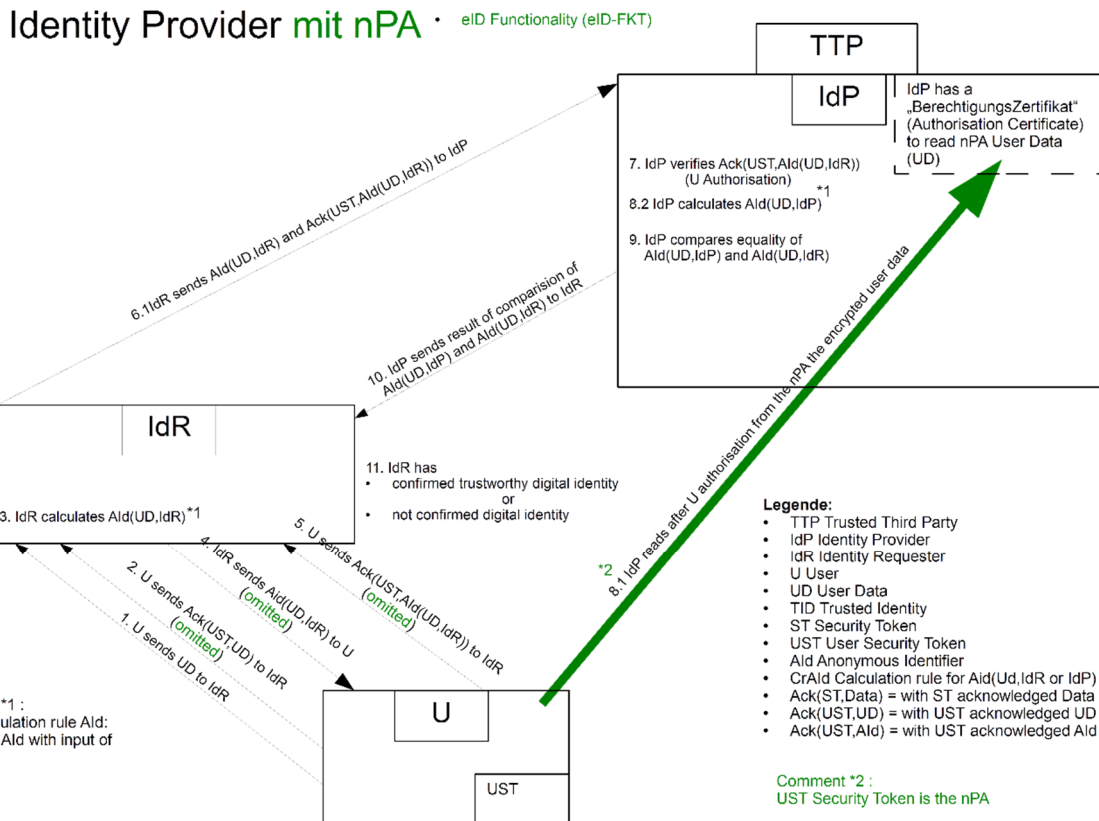 Identity Provider mit nPA • eID Functionality (eID-FKT)
TTP
IdP
IdP has a
„BerechtigungsZertifikat“
(Authorisation Certificate)
to read nPA User Data
(UD)
7. IdP verifies Ack(UST,AId(UD,IdR))
(U Authorisation)
8.2 IdP calculates AId(UD,IdP)*1
9. IdP compares equality of
AId(UD,IdP) and AId(UD,IdR)
6.1IdR sends AId(UD,IdR) and Ack(UST,AId(UD,IdR)) to IdP
10. IdP sends result of comparision of
AId(UD,IdP) and AId(UD,IdR) to IdR
*2
8.1 IdP reads after U authorisation from the nPA the encrypted user data
IdR
3. IdR calculates AId(UD,IdR)*1
11. IdR has
• confirmed trustworthy digital identity
or
• not confirmed digital identity
5. U sends Ack(UST,AId(UD,IdR)) to IdR
(omitted)
4. IdR sends Aid(UD,IdR) to U
(omitted)
2. U sends Ack(UST,UD) to IdR
(omitted)
1. U sends UD to IdR
U
UST
*1 :
ulation rule AId:
AId with input of
Legende:
• TTP Trusted Third Party
• IdP Identity Provider
• IdR Identity Requester
• U User
• UD User Data
• TID Trusted Identity
• ST Security Token
• UST User Security Token
• AId Anonymous Identifier
• CrAId Calculation rule for Aid(Ud,IdR or IdP)
• Ack(ST,Data) = with ST acknowledged Data
• Ack(UST,UD) = with UST acknowledged UD
• Ack(UST,AId) = with UST acknowledged AId
Comment *2 :
UST Security Token is the nPA